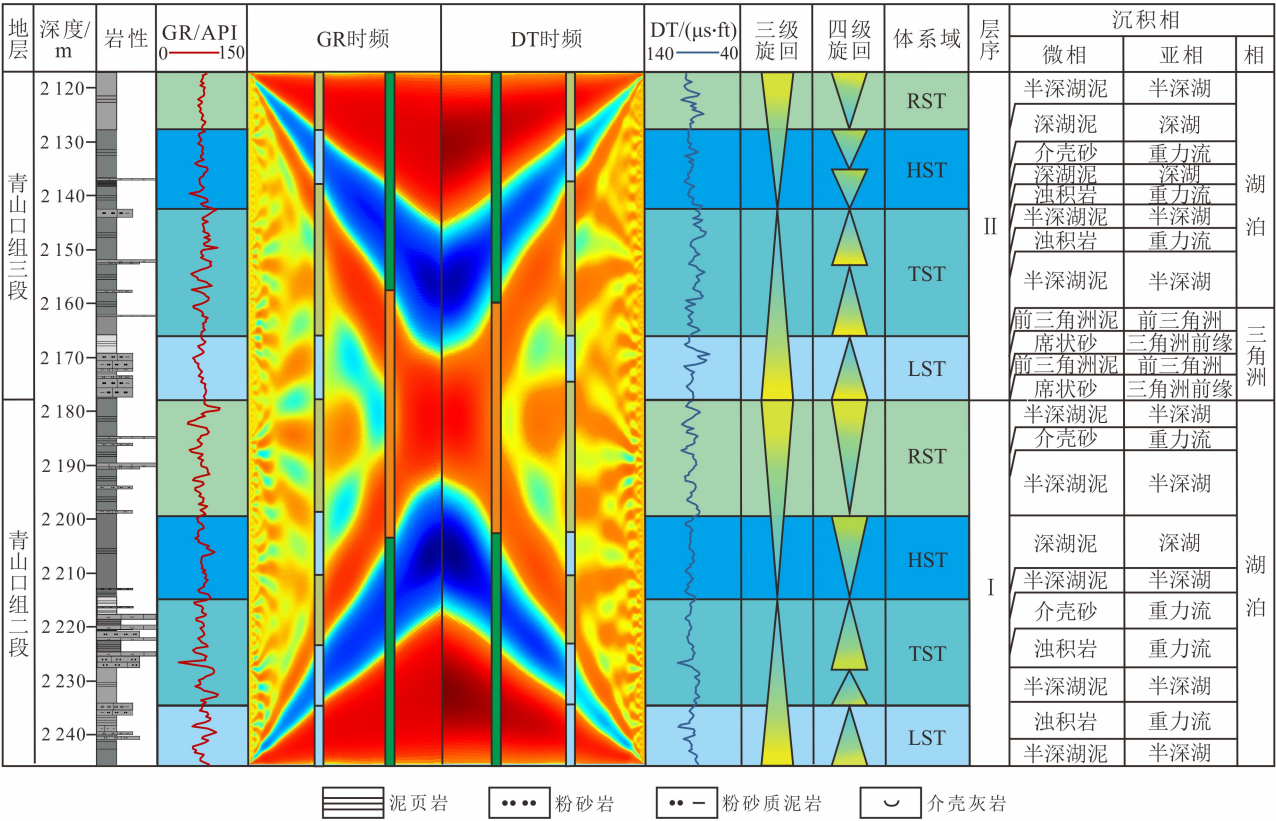 地层
深度/m
岩性
GR/API
0 150
GR时频
DT时频
DT/(μs·ft)
140 40
三级旋回
四级旋回
体系域
层序
沉积相
微相
亚相
相
青山口组三段
青山口组二段
2 120
2 130
2 140
2 150
2 160
2 170
2 180
2 190
2 200
2 210
2 220
2 230
2 240
RST
HST
TST
LST
RST
HST
TST
LST
II
I
半深湖泥 半深湖
深湖泥 深湖
介壳砂 重力流
深湖泥 深湖
浊积岩 重力流
半深湖泥 半深湖
浊积岩 重力流
半深湖泥 半深湖
前三角洲泥 前三角洲
席状砂 三角洲前缘
前三角洲泥 前三角洲
席状砂 三角洲前缘
半深湖泥 半深湖
介壳砂 重力流
半深湖泥 半深湖
深湖泥 深湖
半深湖泥 半深湖
介壳砂 重力流
浊积岩 重力流
半深湖泥 半深湖
浊积岩 重力流
半深湖泥 半深湖
湖泊
三角洲
湖泊
泥页岩
粉砂岩
粉砂质泥岩
介壳灰岩